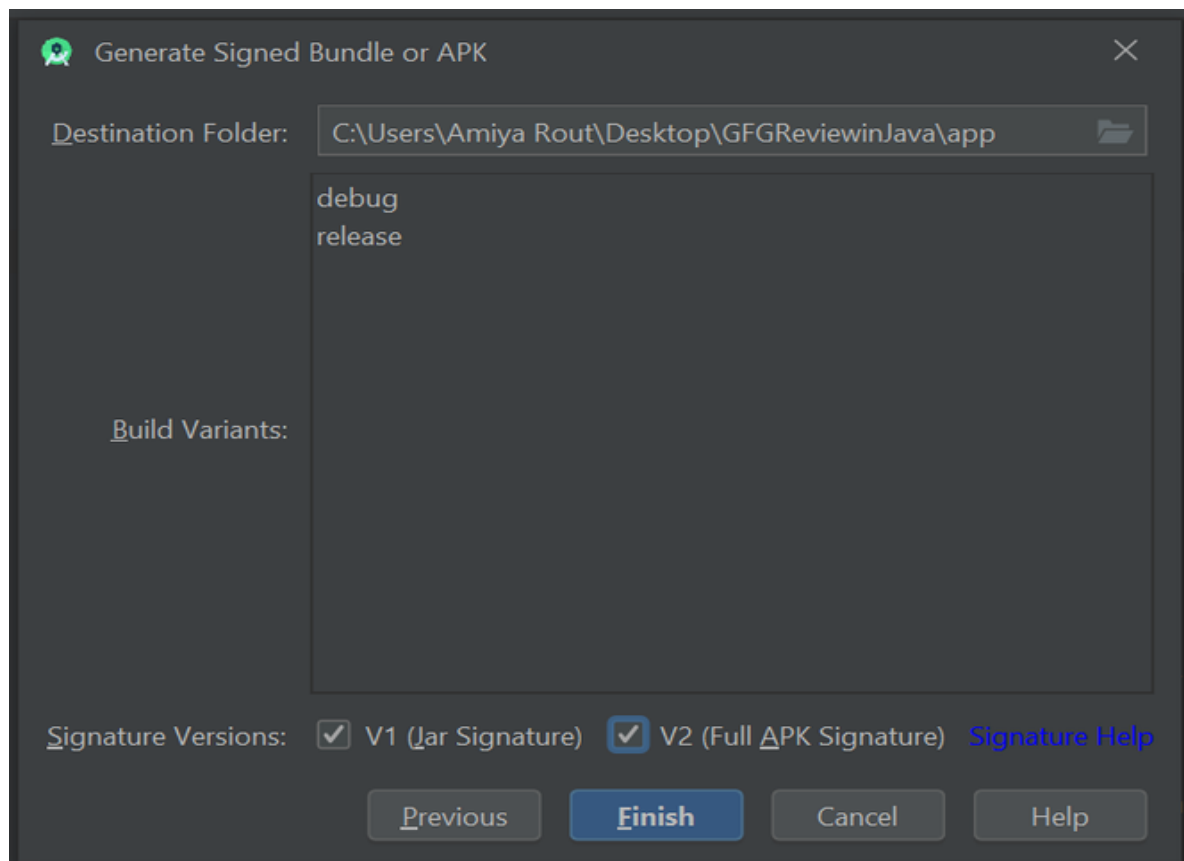 Generate Signed Bundle or APK
Destination Folder: C:\Users\Amiya Rout\Desktop\GFGReviewinJava\app
debug
release
Build Variants:
Signature Versions: V1 (Jar Signature) V2 (Full APK Signature) Signature Help
Previous Finish Cancel Help